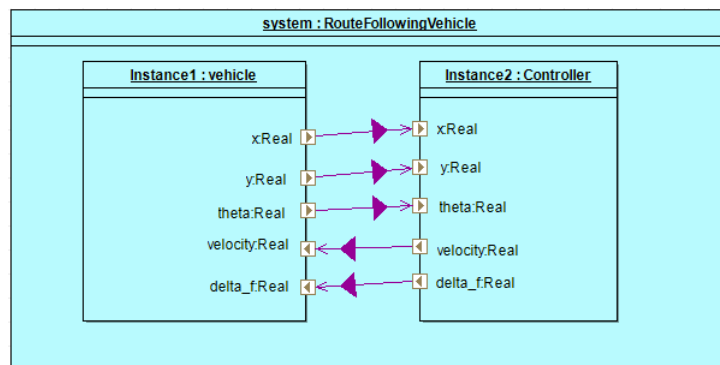 system : RouteFollowingVehicle
Instance1 : vehicle
Instance2 : Controller
x:Real
x:Real
y:Real
y:Real
theta:Real
theta:Real
velocity:Real
velocity:Real
delta_f:Real
delta_f:Real